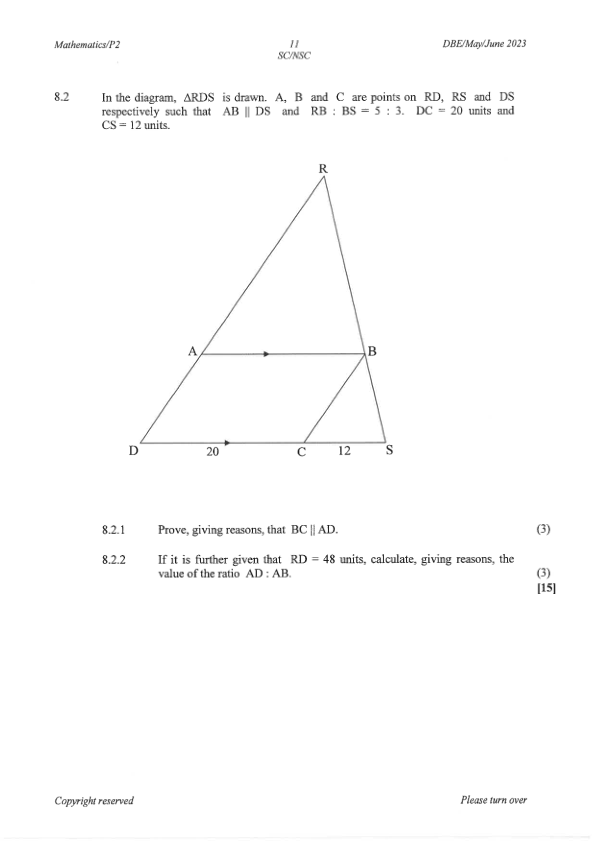 Mathematics/P2 11 DBE/May/June 2023
SC/NSC
8.2 In the diagram, ΔRDS is drawn. A, B and C are points on RD, RS and DS
respectively such that AB || DS and RB : BS = 5 : 3. DC = 20 units and
CS = 12 units.
R
A B
D 20 C 12 S
8.2.1 Prove, giving reasons, that BC || AD. (3)
8.2.2 If it is further given that RD = 48 units, calculate, giving reasons, the
value of the ratio AD : AB. (3)
[15]
Copyright reserved Please turn over